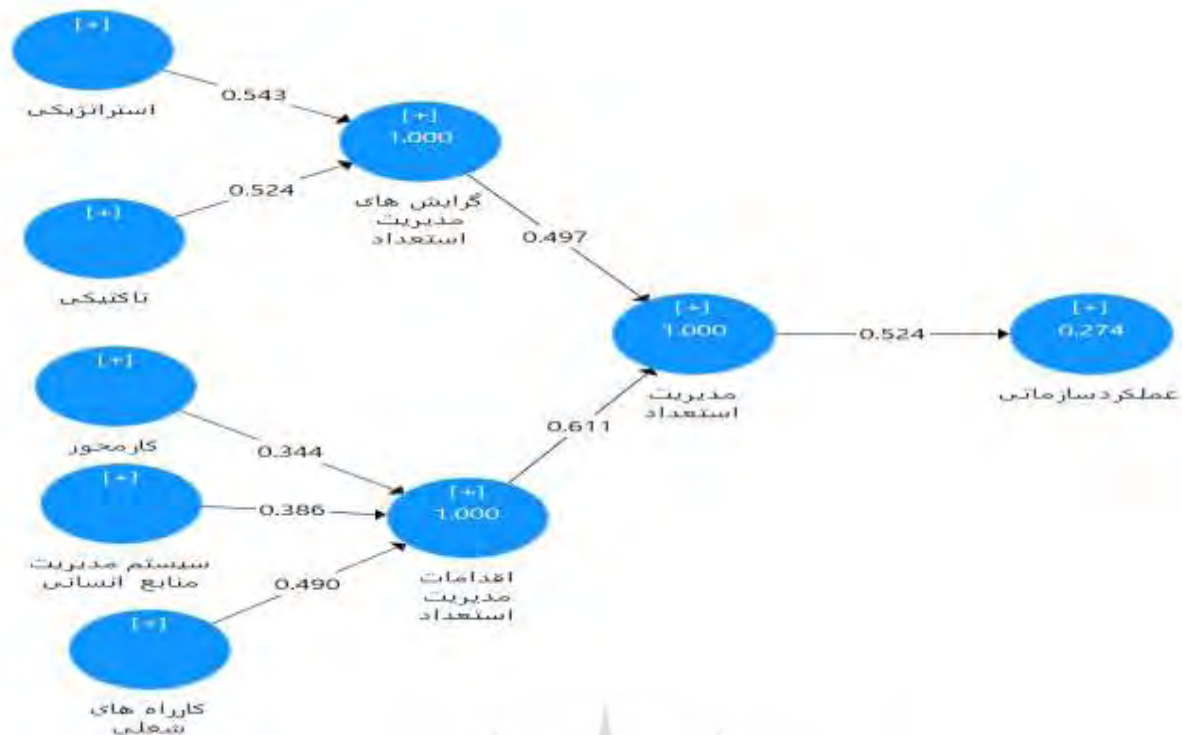 [+]
استراتژیکی
0.543
[+]
1.000
گرایش های
مدیریت
استعداد
0.524
[+]
تاکتیکی
0.497
[+]
1.000
مدیریت
استعداد
0.524
[+]
0.274
عملکردسازمانی
[+]
کارمحور
0.344
0.611
[+]
سیستم مدیریت
منابع انسانی
0.386
[+]
1.000
اقدامات
مدیریت
استعداد
0.490
[+]
کارراه های
شغلی